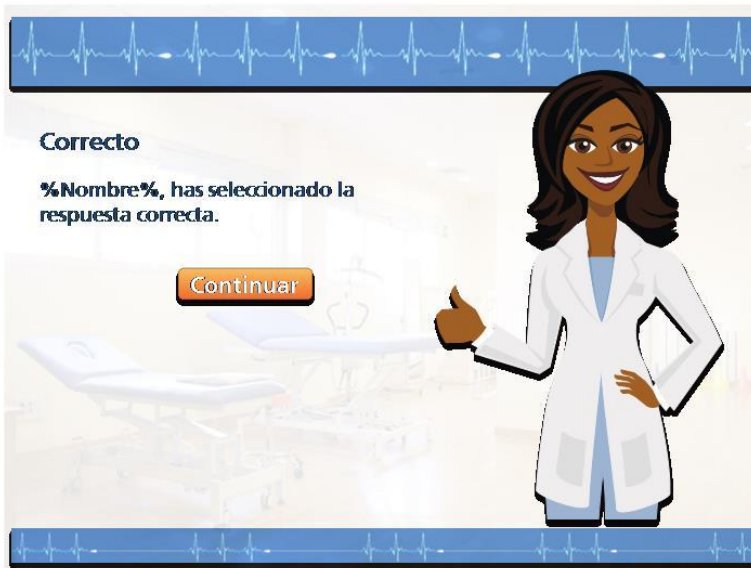 Correcto
%Nombre%, has seleccionado la
respuesta correcta.
Continuar